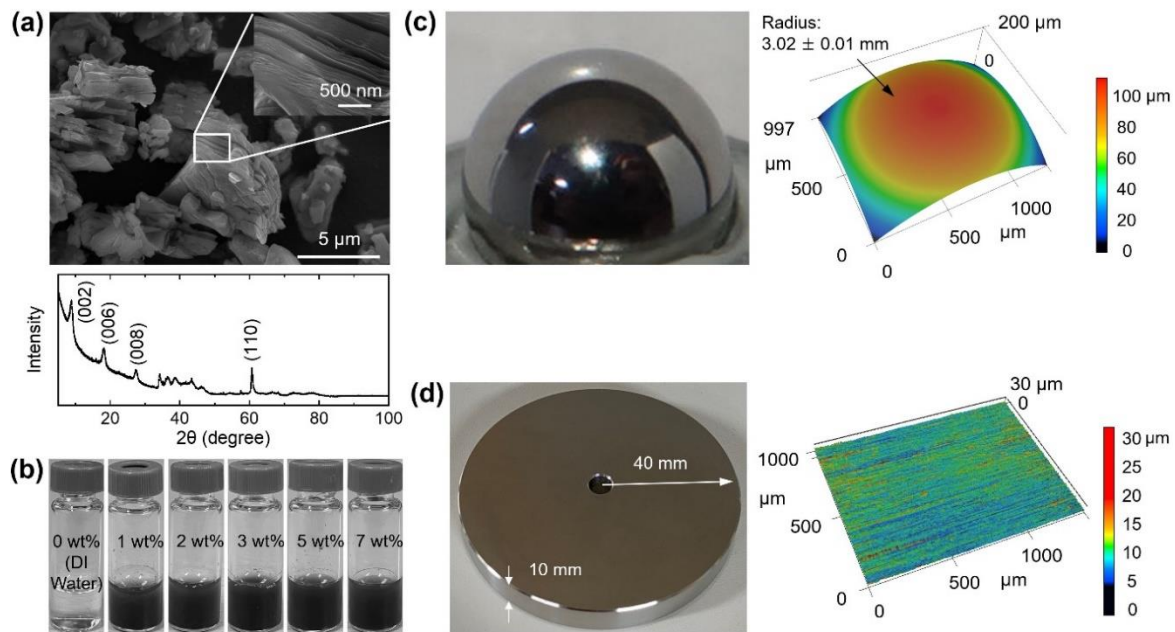 (a)
500 nm
5 µm
Intensity
(002)
(006)
(008)
(110)
20
40
60
80
100
2θ (degree)
(b)
0 wt%
(DI
Water)
1 wt%
2 wt%
3 wt%
5 wt%
7 wt%
(c)
Radius:
3.02 ± 0.01 mm
200 µm
0
997
µm
500
0
0
500
µm
1000
100 µm
80
60
40
20
0
(d)
40 mm
10 mm
30 µm
0
1000
µm
500
0
0
500
µm
1000
30 µm
25
20
15
10
5
0